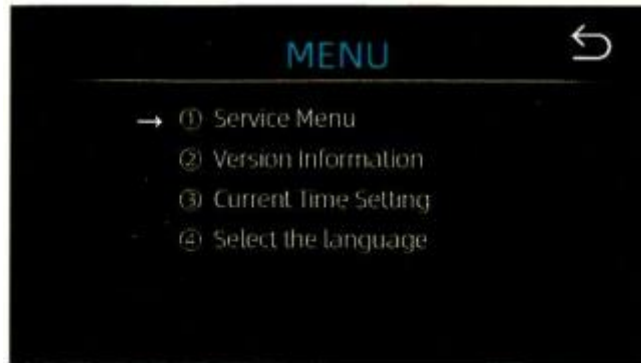 MENU
→ ① Service Menu
② Version Information
③ Current Time Setting
④ Select the language